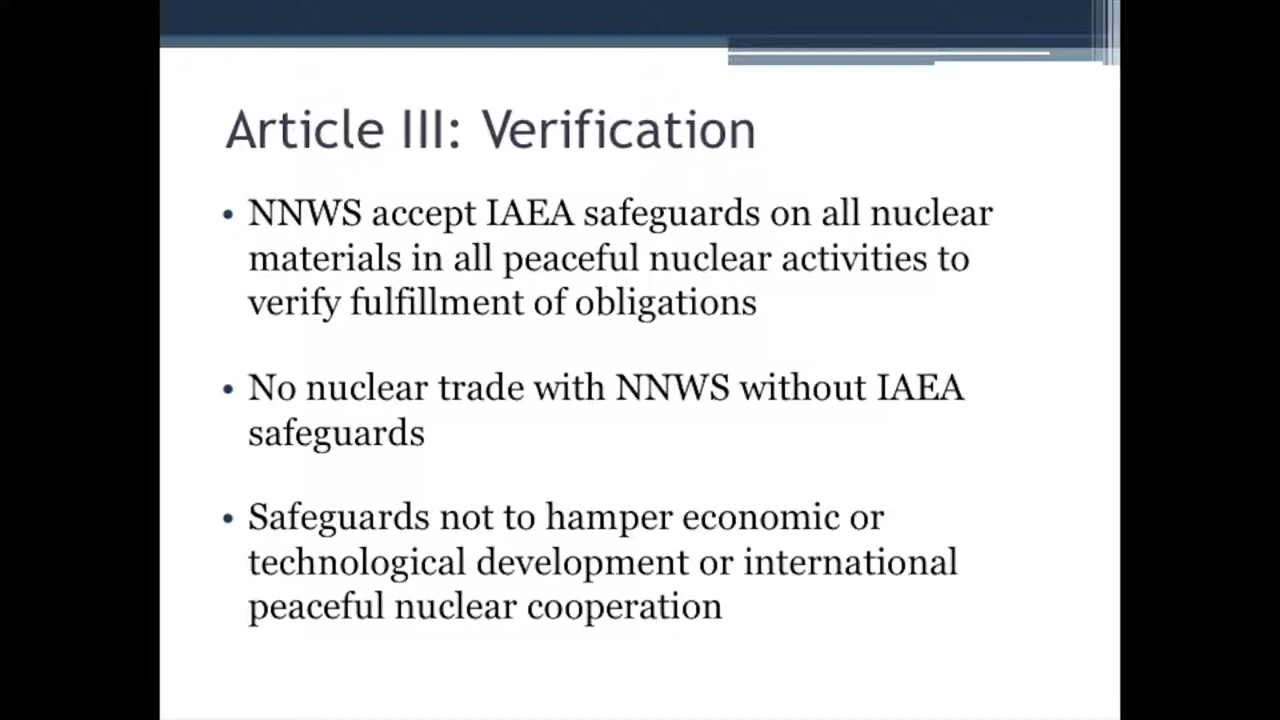 Article III: Verification
• NNWS accept IAEA safeguards on all nuclear
materials in all peaceful nuclear activities to
verify fulfillment of obligations
• No nuclear trade with NNWS without IAEA
safeguards
• Safeguards not to hamper economic or
technological development or international
peaceful nuclear cooperation